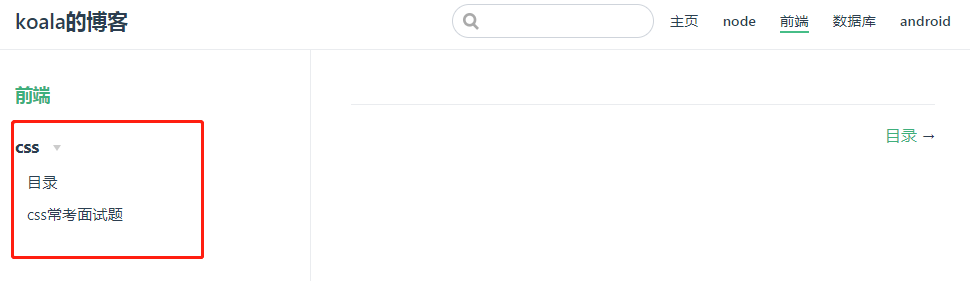 koala的博客
主页 node 前端 数据库 android
前端
css
目录
css常考面试题
目录 →